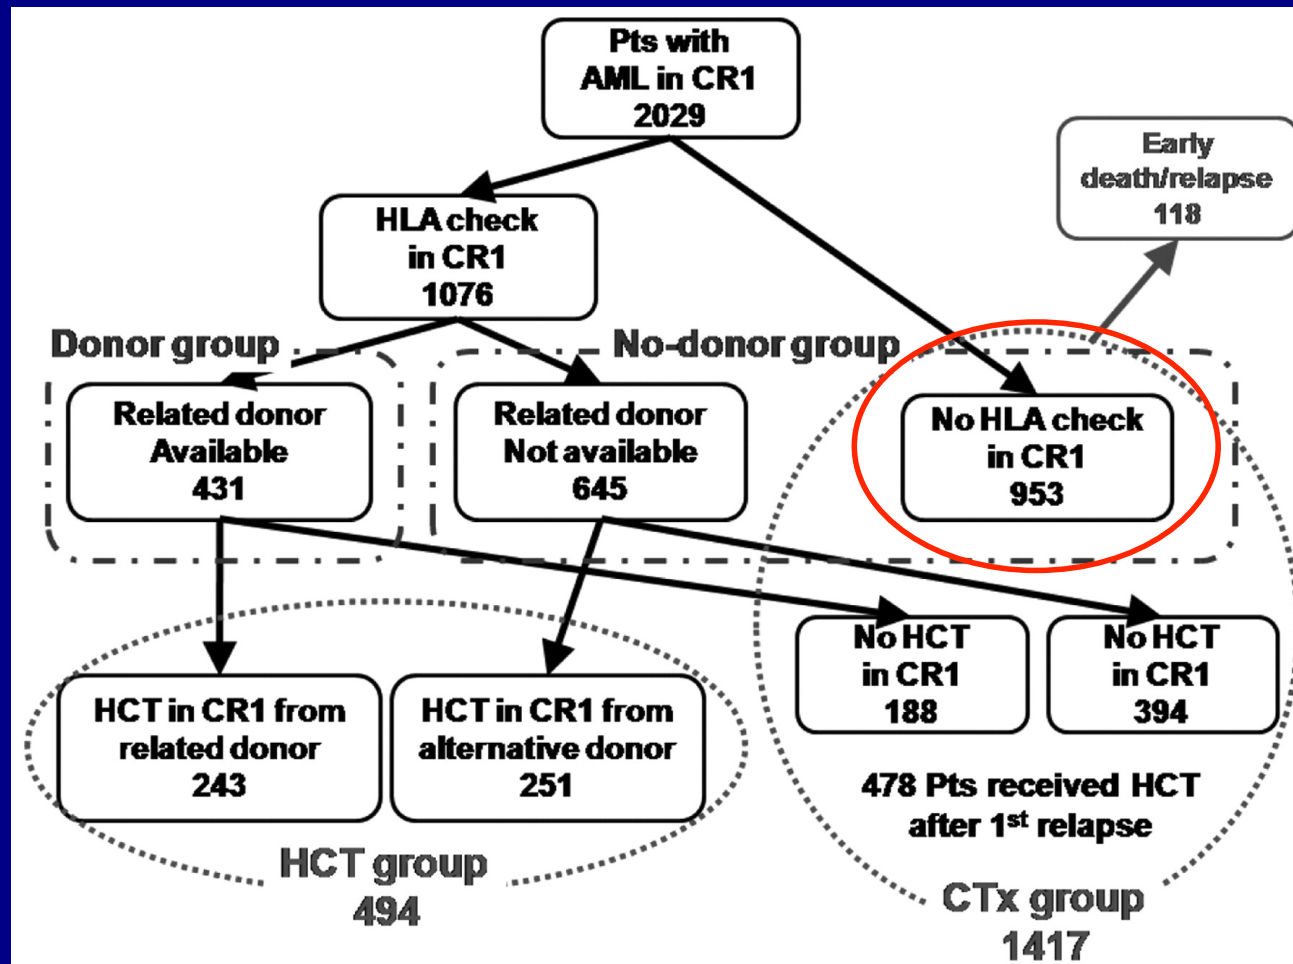 Pts with
AML in CR1
2029
Early
death/relapse
118
HLA check
in CR1
1076
Donor group
No-donor group
Related donor
Available
431
Related donor
Not available
645
No HLA check
in CR1
953
No HCT
in CR1
188
No HCT
in CR1
394
HCT in CR1 from
related donor
243
HCT in CR1 from
alternative donor
251
478 Pts received HCT
after 1st relapse
HCT group
494
CTx group
1417